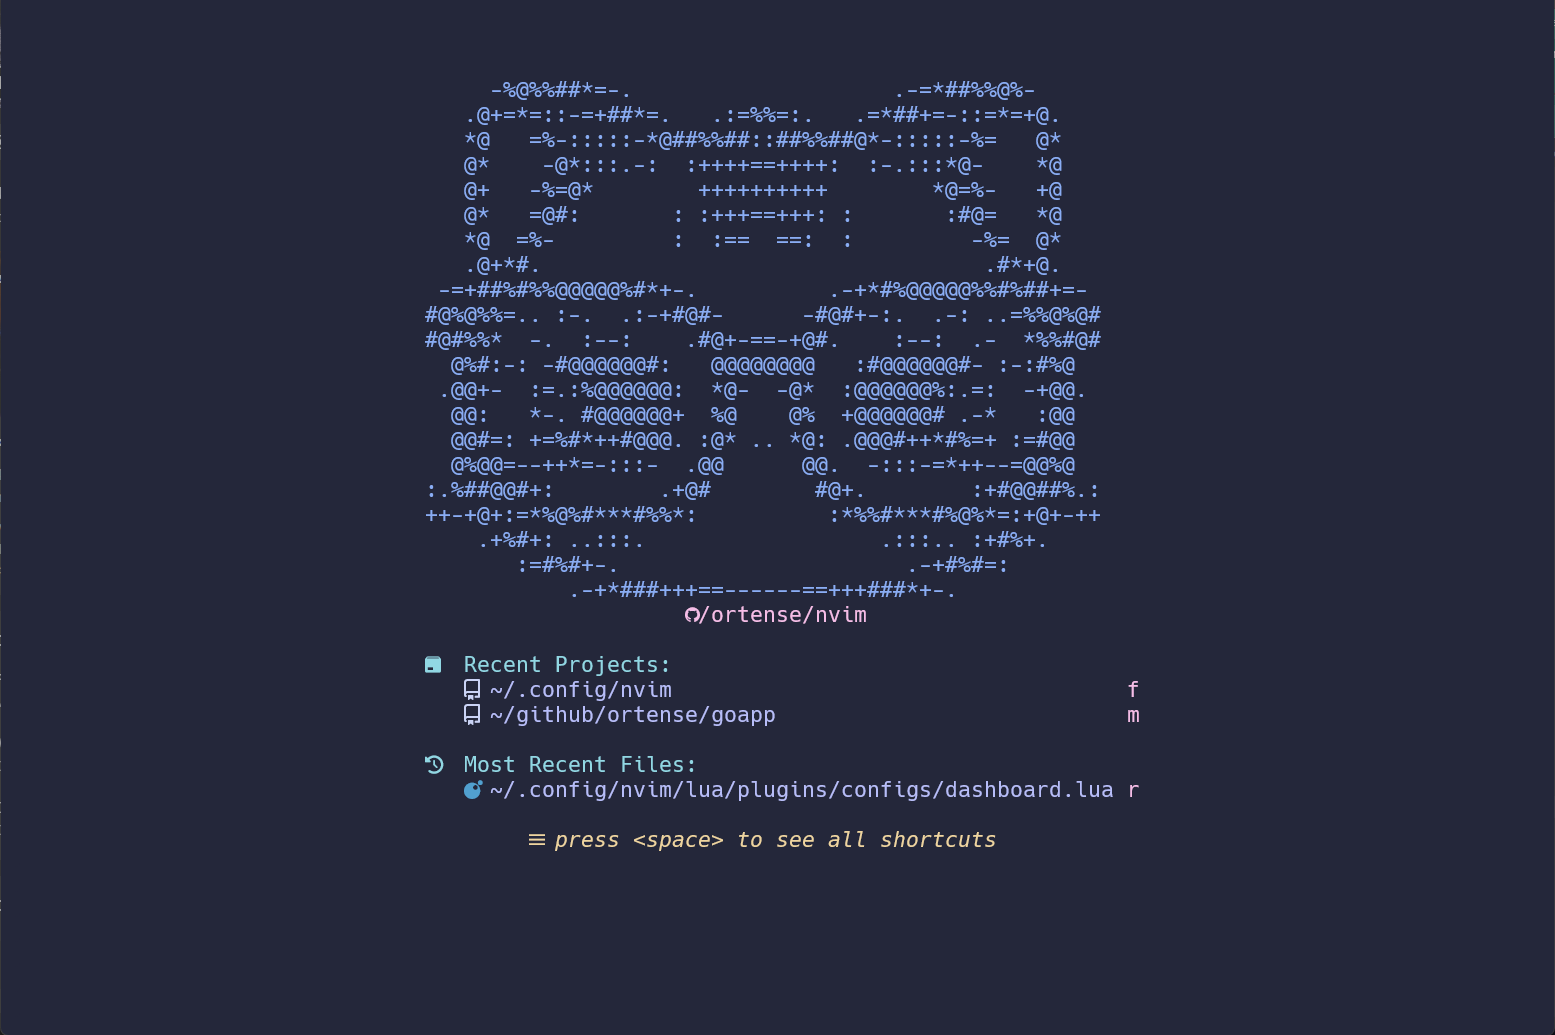 -%@%%##*=-.                    .-=*##%%@%-
     .@+=*=::-=+##*=.   .:=%%=:.   .=*##+=-::=*=+@.
     *@   =%-:::::-*@##%%##::##%%##@*-:::::-%=   @*
     @*    -@*:::.-:  :++++==++++:  :-.:::*@-    *@
     @+   -%=@*        ++++++++++        *@=%-   +@
     @*   =@#:       : :+++==+++: :       :#@=   *@
     *@  =%-         :  :==  ==:  :         -%=  @*
     .@+*#.                                  .#*+@.
 -=+##%#%%@@@@@%#*+-.          .-+*#%@@@@@%%#%##+=-
#@%@%%=.. :-.  .:-+#@#-      -#@#+-:.  .-: ..=%%@%@#
#@#%%*  -.  :--:    .#@+-==-+@#.    :--:  .-  *%%#@#
  @%#:-: -#@@@@@@#:   @@@@@@@@   :#@@@@@@#- :-:#%@
 .@@+-  :=.:%@@@@@@:  *@-  -@*  :@@@@@@%:.=:  -+@@.
  @@:   *-. #@@@@@@+  %@    @%  +@@@@@@# .-*   :@@
  @@#=: +=%#*++#@@@. :@* .. *@: .@@@#++*#%=+ :=#@@
  @%@@=--++*=-:::-  .@@      @@.  -:::-=*++--=@@%@
:.%##@@#+:        .+@#        #@+.        :+#@@##%.:
++-+@+:=*%@%#***#%%*:          :*%%#***#%@%*=:+@+-++
    .+%#+: ..:::.                  .:::.. :+#%+.
       :=#%#+-.                      .-+#%#=:
           .-+*###+++==------==+++###*+-.
/ortense/nvim
Recent Projects:
~/.config/nvim f
~/github/ortense/goapp m
Most Recent Files:
~/.config/nvim/lua/plugins/configs/dashboard.lua r
press <space> to see all shortcuts